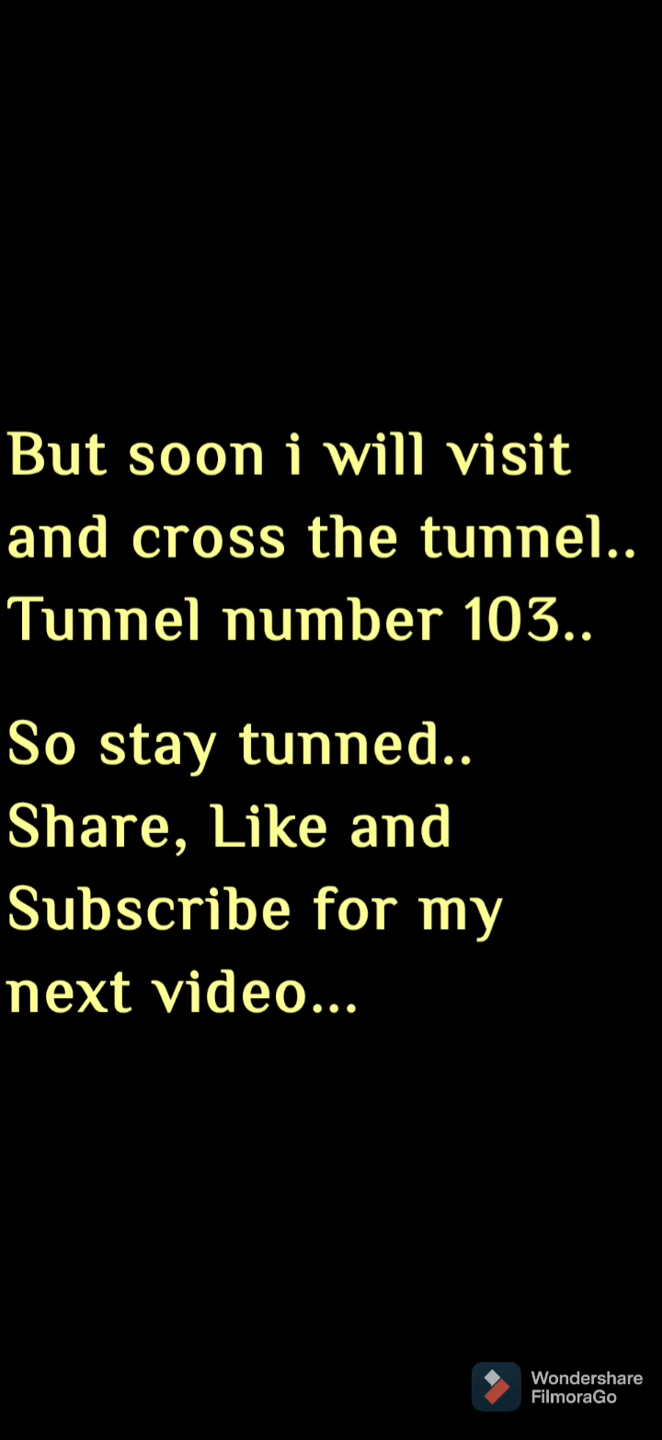 But soon i will visit
and cross the tunnel..
Tunnel number 103..
So stay tunned..
Share, Like and
Subscribe for my
next video...
Wondershare
FilmoraGo